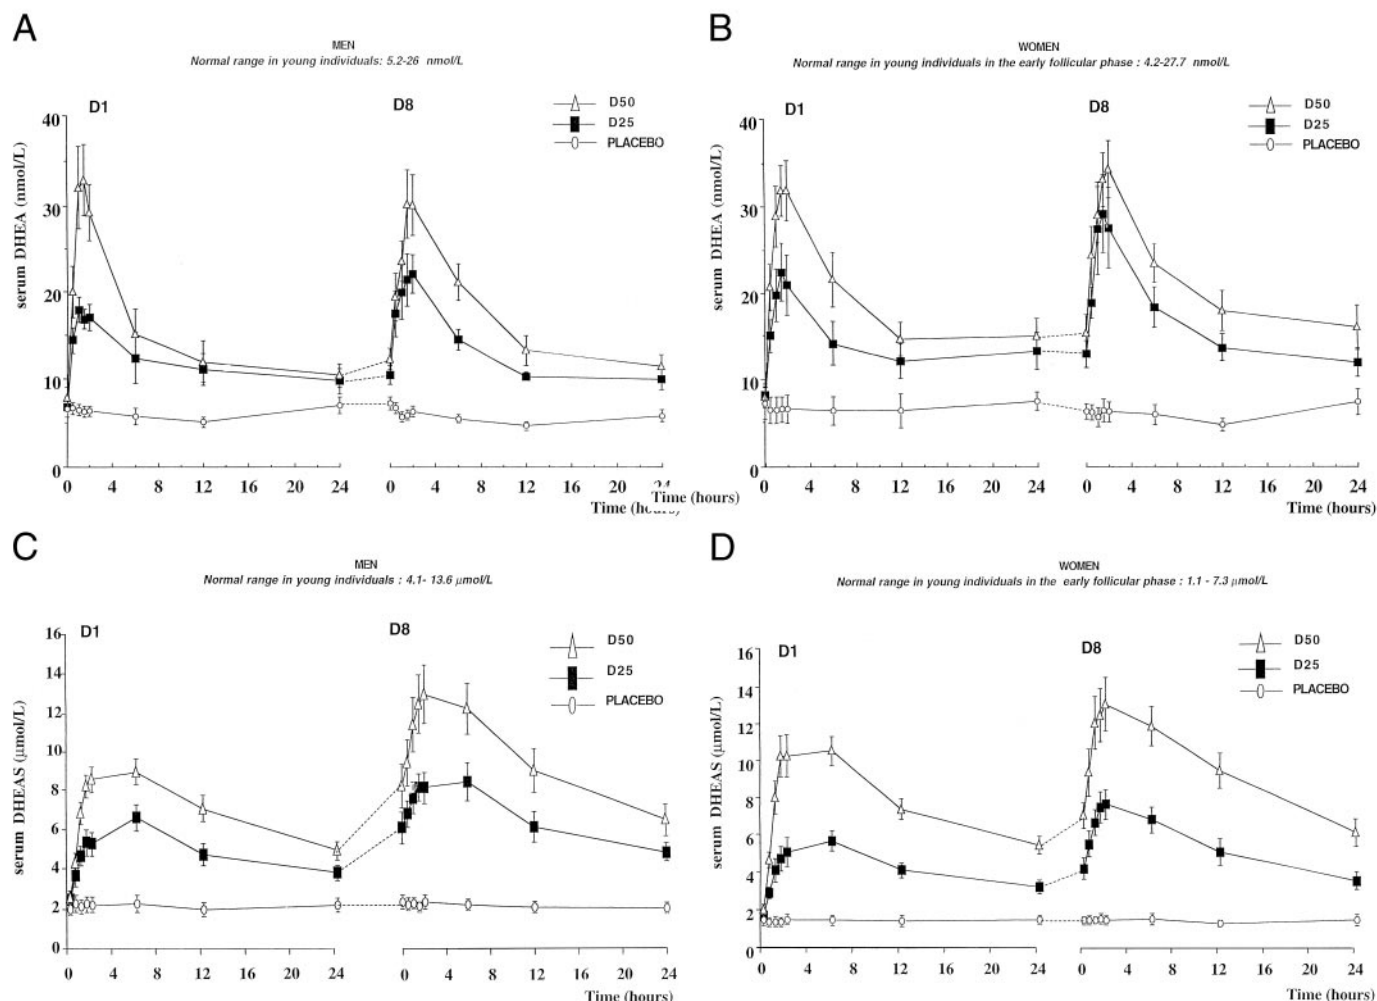 A
MEN
Normal range in young individuals: 5.2-26 nmol/L
D1
D8
D50
D25
PLACEBO
serum DHEA (nmol/L)
40
30
20
10
0
0 4 8 12 16 20 24 0 4 8 12 16 20 24
Time (hours)
Time (hours)
B
WOMEN
Normal range in young individuals in the early follicular phase : 4.2-27.7 nmol/L
D1
D8
D50
D25
PLACEBO
serum DHEA (nmol/L)
40
30
20
10
0
0 4 8 12 16 20 24 0 4 8 12 16 20 24
Time (hours)
C
MEN
Normal range in young individuals : 4.1- 13.6 µmol/L
D1
D8
D50
D25
PLACEBO
serum DHEAS (µmol/L)
16
14
12
10
8
6
4
2
0
0 4 8 12 16 20 24 0 4 8 12 16 20 24
Time (hours)
D
WOMEN
Normal range in young individuals in the early follicular phase : 1.1 - 7.3 µmol/L
D1
D8
D50
D25
PLACEBO
serum DHEAS (µmol/L)
16
14
12
10
8
6
4
2
0
0 4 8 12 16 20 24 0 4 8 12 16 20 24
Time (hours)